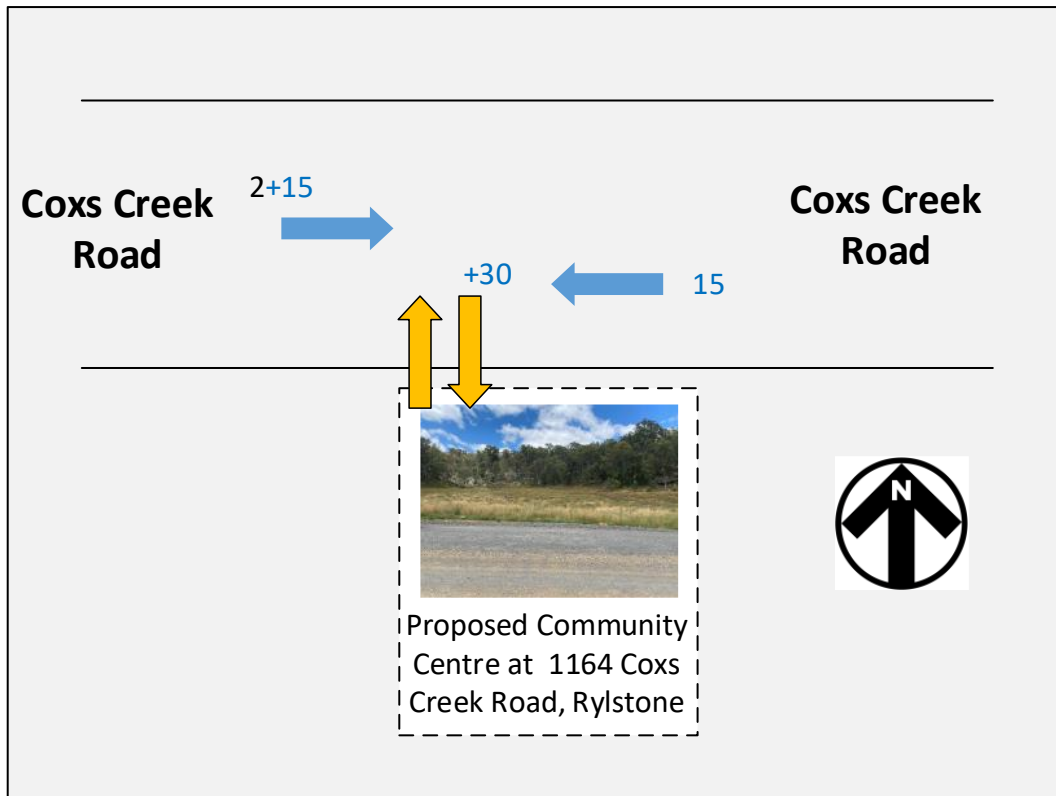 2+15
Coxs Creek
Road
Coxs Creek
Road
+30
15
N
Proposed Community
Centre at 1164 Coxs
Creek Road, Rylstone